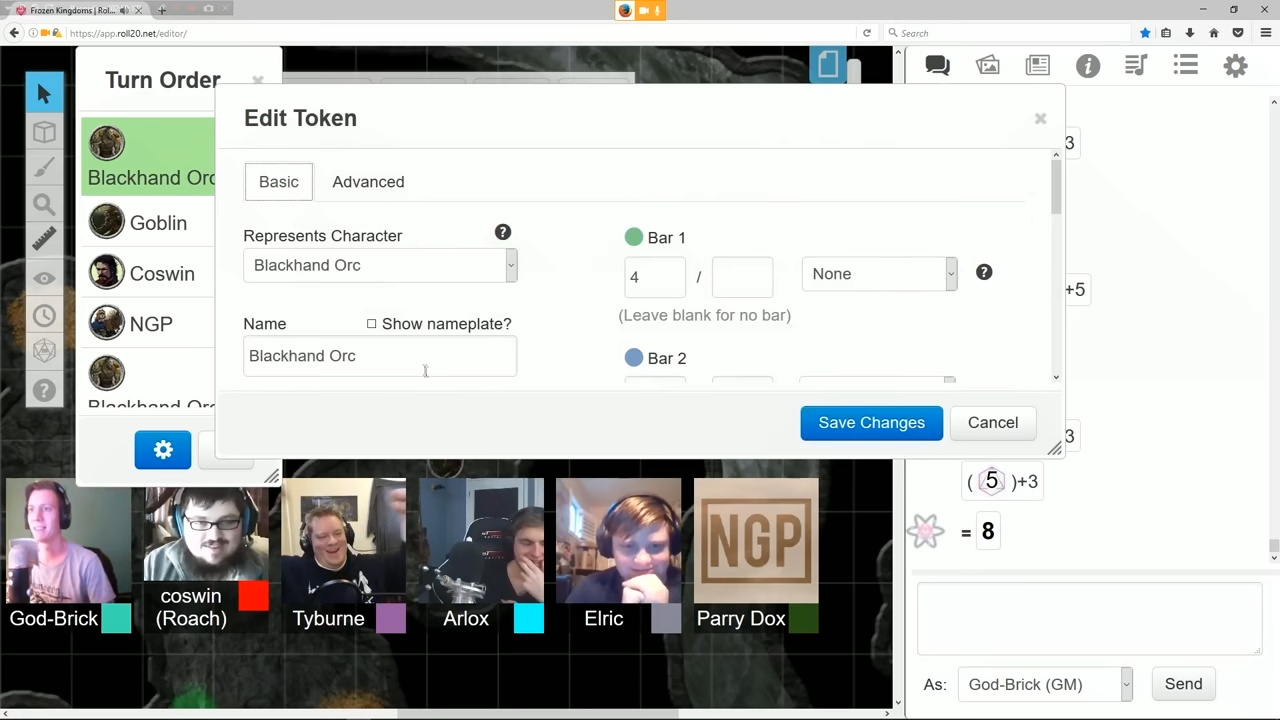 Frozen Kingdoms | Rol...
https://app.roll20.net/editor/
Search
Turn Order
Blackhand Orc
Goblin
Coswin
NGP
Blackhand Orc
Edit Token
Basic
Advanced
Represents Character
Blackhand Orc
Name
Show nameplate?
Blackhand Orc
Bar 1
4
/
None
(Leave blank for no bar)
Bar 2
Save Changes
Cancel
3
+5
3
( 5 )+3
= 8
NGP
God-Brick
coswin
(Roach)
Tyburne
Arlox
Elric
Parry Dox
As:
God-Brick (GM)
Send